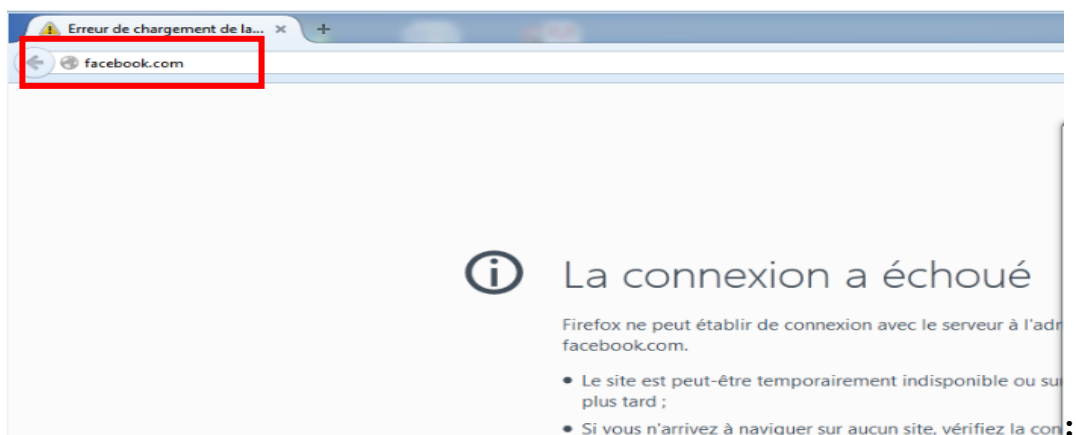 Erreur de chargement de la... × +
facebook.com
La connexion a échoué
Firefox ne peut établir de connexion avec le serveur à l'adr
facebook.com.
• Le site est peut-être temporairement indisponible ou su
plus tard ;
• Si vous n'arrivez à naviguer sur aucun site, vérifiez la con
: